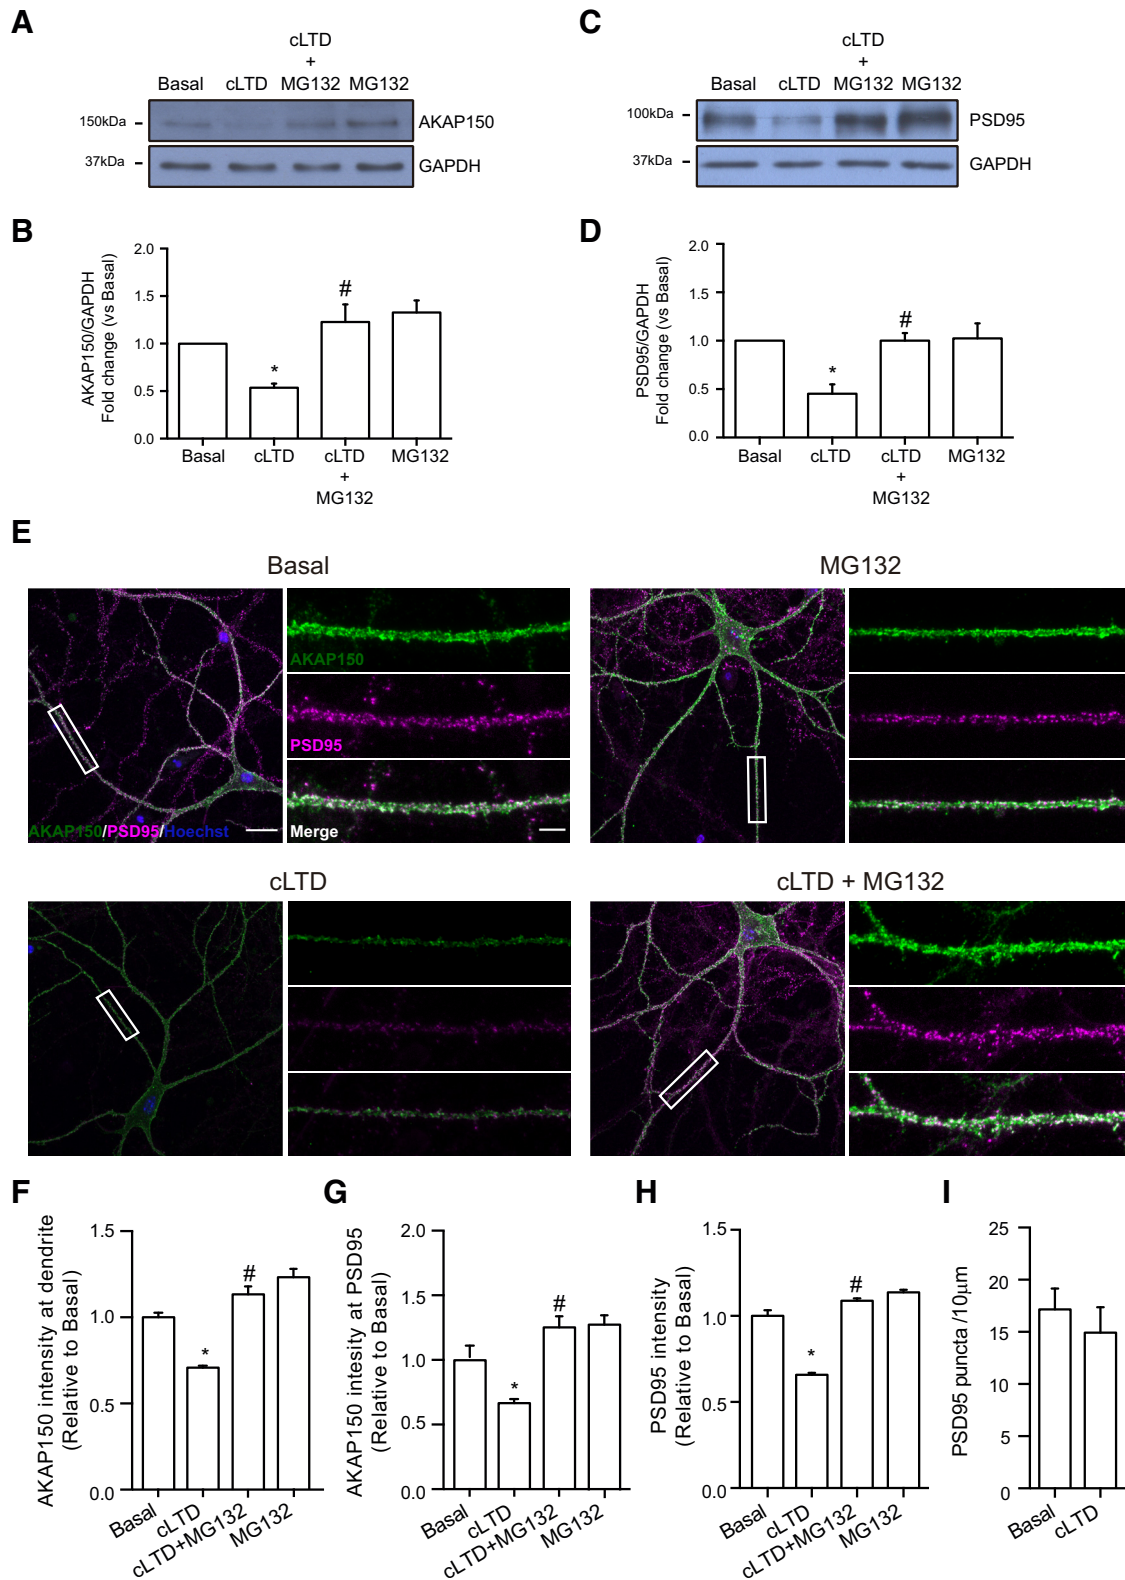 A
cLTD
+
Basal cLTD MG132 MG132
150kDa
AKAP150
37kDa
GAPDH
C
cLTD
+
Basal cLTD MG132 MG132
100kDa
PSD95
37kDa
GAPDH
B
AKAP150/GAPDH
Fold change (vs Basal)
2.0
1.5
1.0
0.5
0.0
*
#
Basal cLTD cLTD MG132
+
MG132
D
PSD95/GAPDH
Fold change (vs Basal)
2.0
1.5
1.0
0.5
0.0
*
#
Basal cLTD cLTD MG132
+
MG132
E
Basal
AKAP150
PSD95
AKAP150/PSD95/Hoechst
Merge
MG132
cLTD
cLTD + MG132
F
AKAP150 intensity at dendrite
(Relative to Basal)
1.5
1.0
0.5
0.0
*
#
Basal
cLTD
cLTD+MG132
MG132
G
AKAP150 intesity at PSD95
(Relative to Basal)
2.0
1.5
1.0
0.5
0.0
*
#
Basal
cLTD
cLTD+MG132
MG132
H
PSD95 intensity
(Relative to Basal)
1.5
1.0
0.5
0.0
*
#
Basal
cLTD
cLTD+MG132
MG132
I
PSD95 puncta /10μm
25
20
15
10
5
0
Basal
cLTD